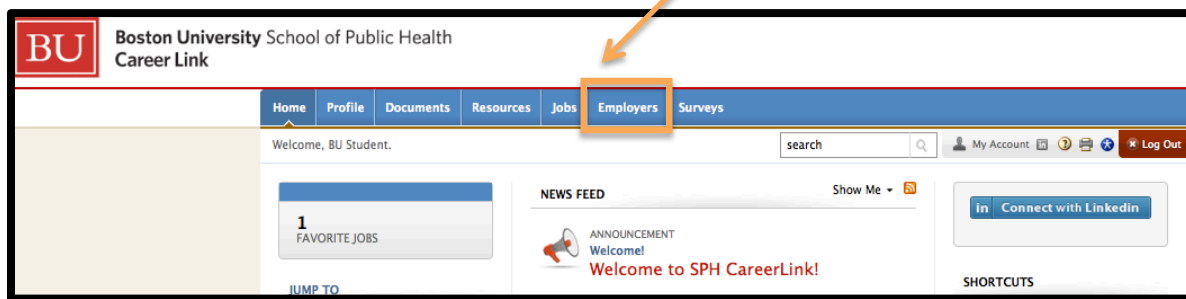 BU
Boston University School of Public Health
Career Link
Home Profile Documents Resources Jobs Employers Surveys
Welcome, BU Student.
search
My Account
Log Out
1
FAVORITE JOBS
JUMP TO
NEWS FEED
Show Me
ANNOUNCEMENT
Welcome!
Welcome to SPH CareerLink!
in Connect with Linkedin
SHORTCUTS